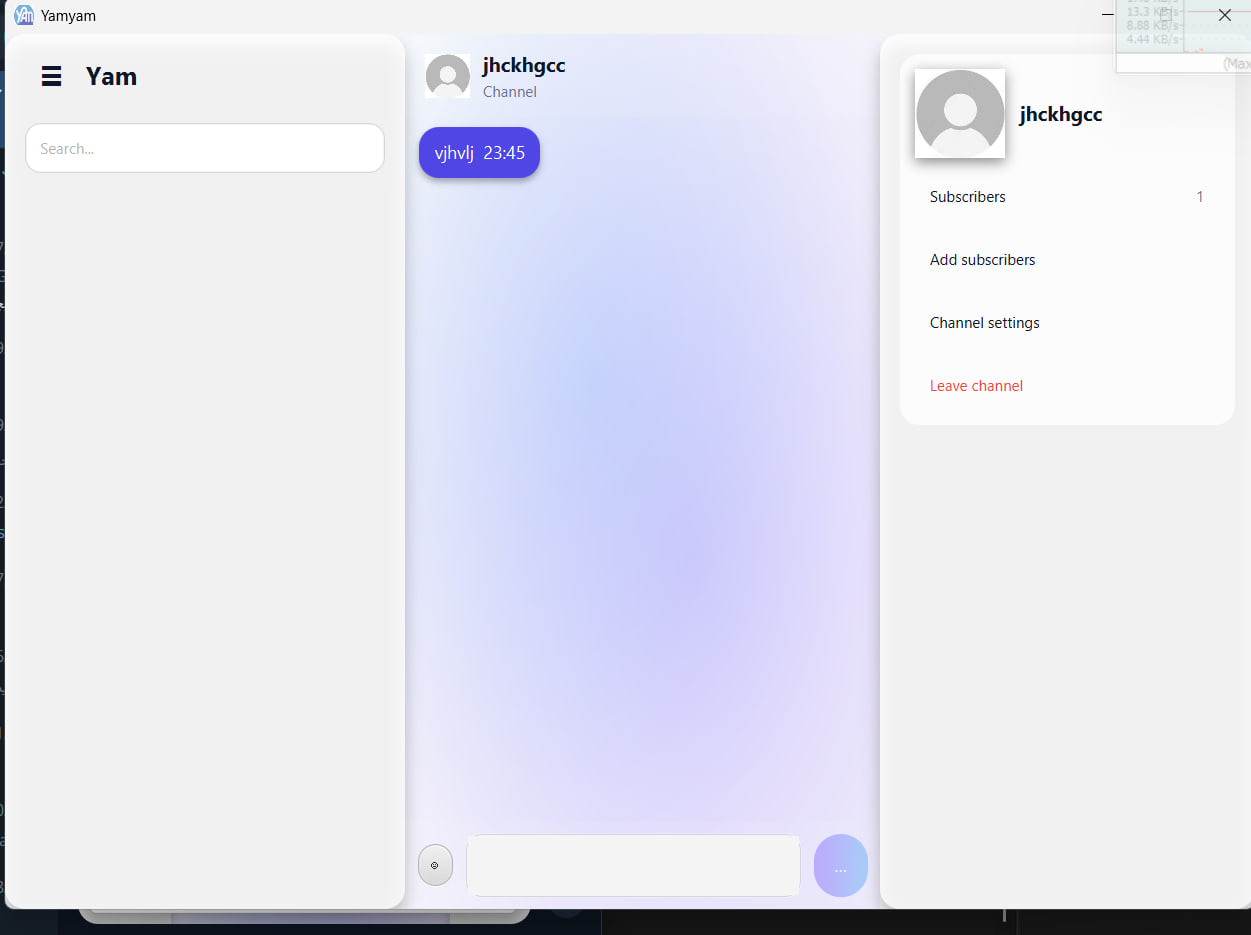 Yamyam
13.3 KB/s
8.88 KB/s
4.44 KB/s
(Max
Yam
Search...
jhckhgcc
Channel
vjhvlj 23:45
...
jhckhgcc
Subscribers 1
Add subscribers
Channel settings
Leave channel